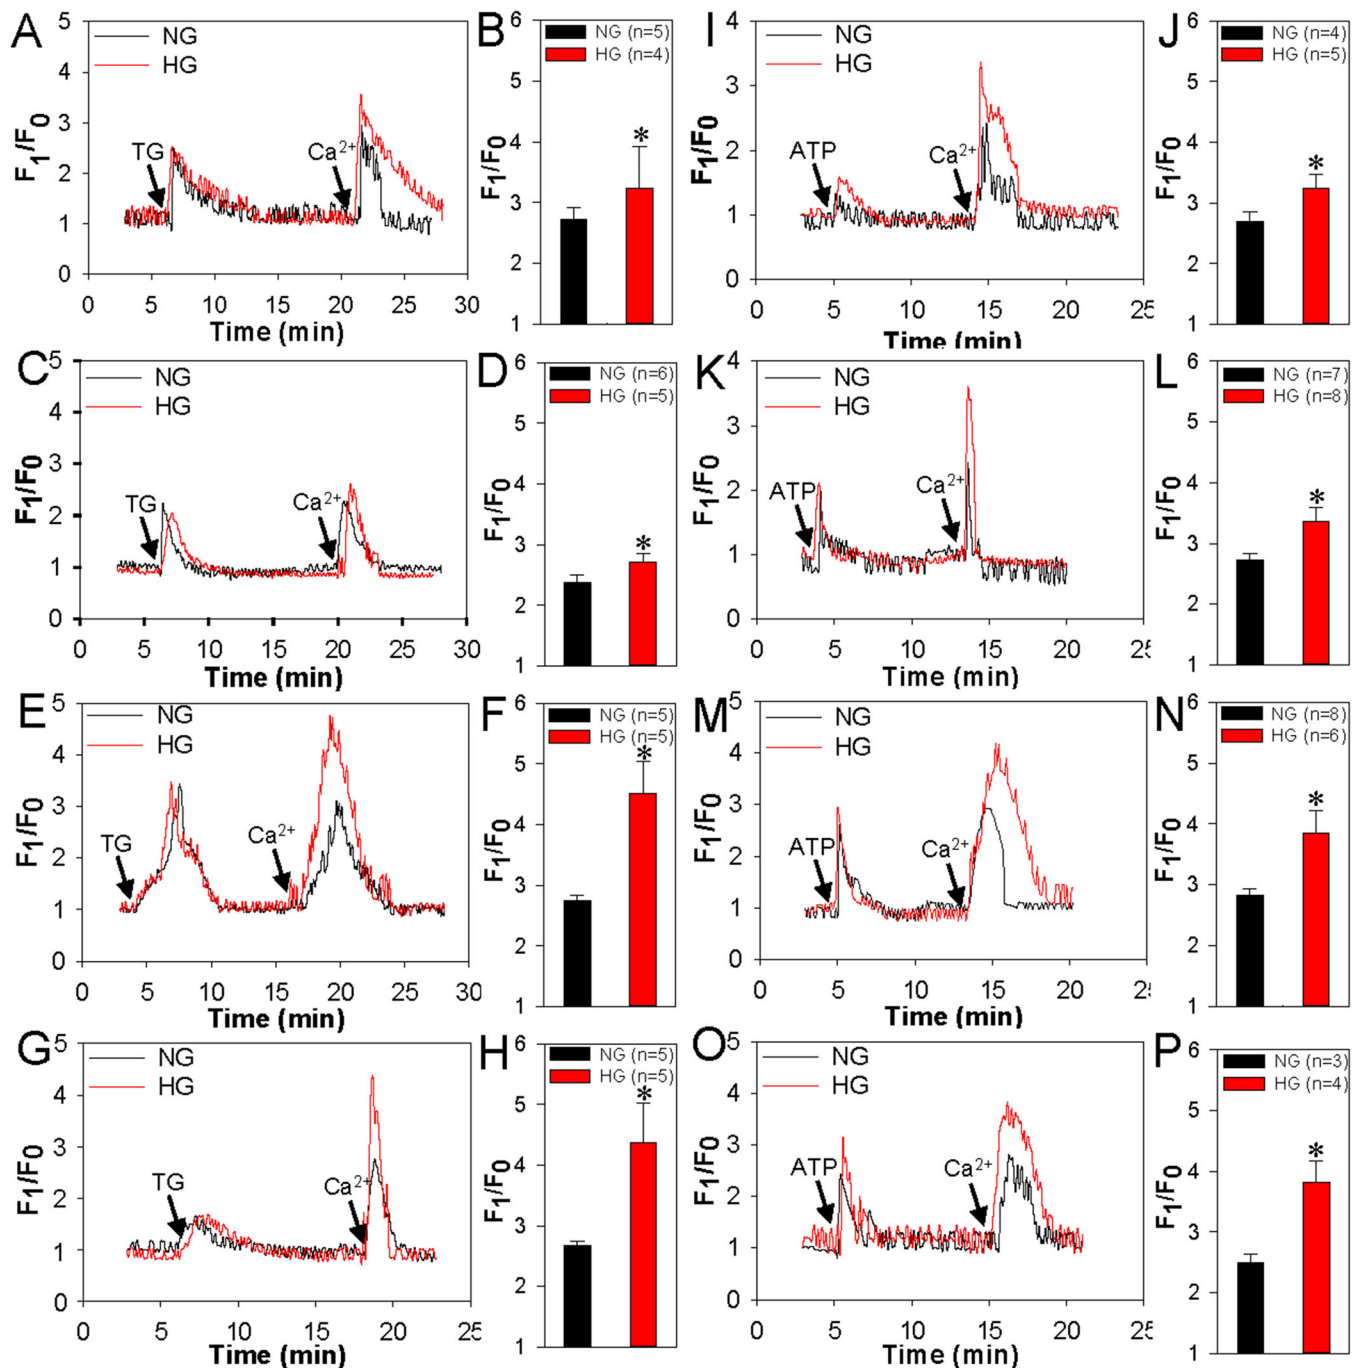 A
NG
HG
5
4
3
2
1
0
F1/F0
TG
Ca2+
0 5 10 15 20 25 30
Time (min)
B
NG (n=5)
HG (n=4)
6
5
4
3
2
1
F1/F0
*
I
NG
HG
4
3
2
1
0
F1/F0
ATP
Ca2+
0 5 10 15 20 25
Time (min)
J
NG (n=4)
HG (n=5)
6
5
4
3
2
1
F1/F0
*
C
NG
HG
5
4
3
2
1
0
F1/F0
TG
Ca2+
0 5 10 15 20 25 30
Time (min)
D
NG (n=6)
HG (n=5)
6
5
4
3
2
1
F1/F0
*
K
NG
HG
4
3
2
1
0
F1/F0
ATP
Ca2+
0 5 10 15 20 25
Time (min)
L
NG (n=7)
HG (n=8)
6
5
4
3
2
1
F1/F0
*
E
NG
HG
5
4
3
2
1
0
F1/F0
TG
Ca2+
0 5 10 15 20 25 30
Time (min)
F
NG (n=5)
HG (n=5)
6
5
4
3
2
1
F1/F0
*
M
NG
HG
5
4
3
2
1
0
F1/F0
ATP
Ca2+
0 5 10 15 20 25
Time (min)
N
NG (n=8)
HG (n=6)
6
5
4
3
2
1
F1/F0
*
G
NG
HG
5
4
3
2
1
0
F1/F0
TG
Ca2+
0 5 10 15 20 25
Time (min)
H
NG (n=5)
HG (n=5)
6
5
4
3
2
1
F1/F0
*
O
NG
HG
5
4
3
2
1
0
F1/F0
ATP
Ca2+
0 5 10 15 20 25
Time (min)
P
NG (n=3)
HG (n=4)
6
5
4
3
2
1
F1/F0
*